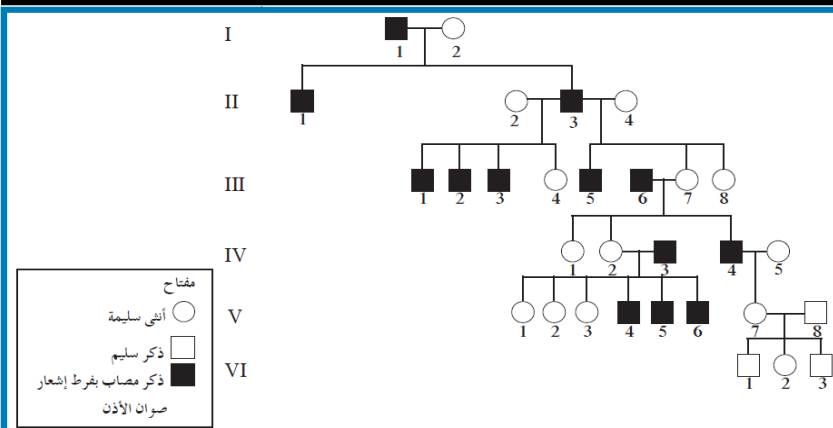 I
1 2
II
1 2 3 4
III
1 2 3 4 5 6 7 8
IV
1 2 3 4 5
V
1 2 3 4 5 6 7 8
VI
1 2 3
مفتاح
أنثى سليمة
ذكر سليم
ذكر مصاب بفرط إشعار
صوان الأذن